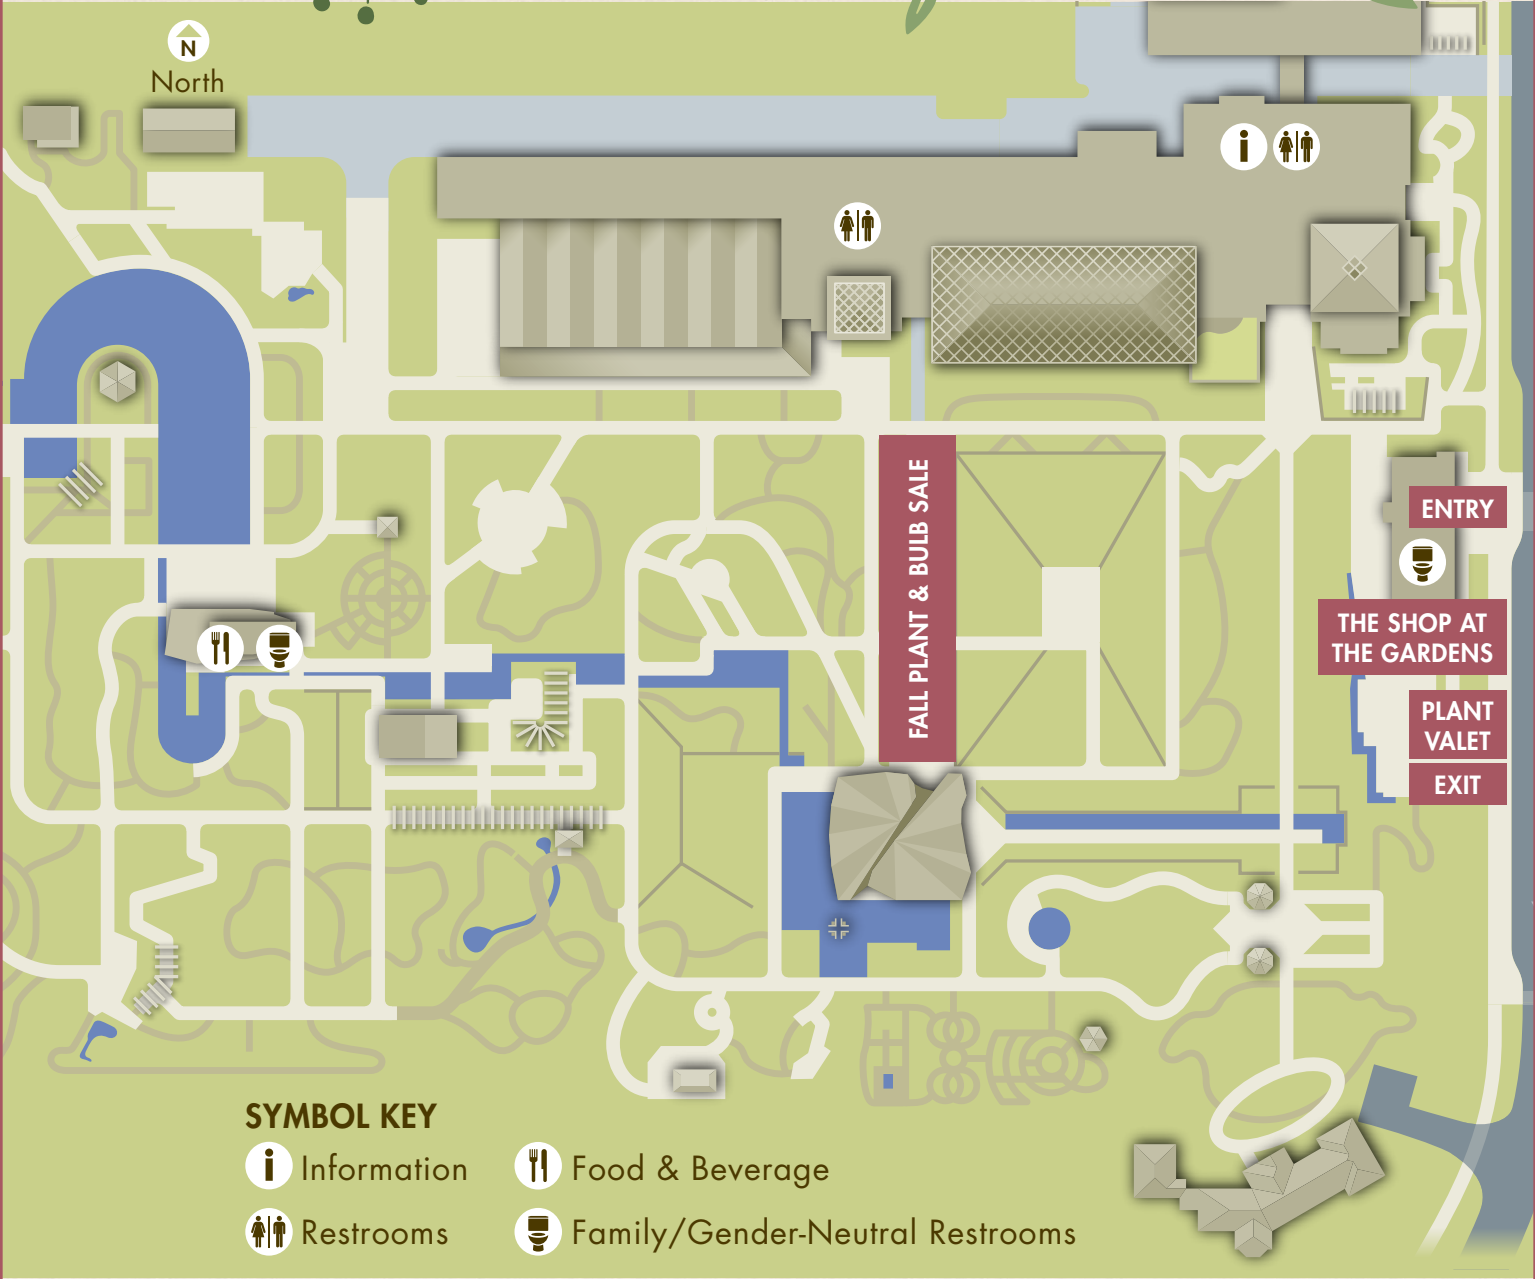 N
North
FALL PLANT & BULB SALE
ENTRY
THE SHOP AT
THE GARDENS
PLANT
VALET
EXIT
SYMBOL KEY
Information
Food & Beverage
Restrooms
Family/Gender-Neutral Restrooms